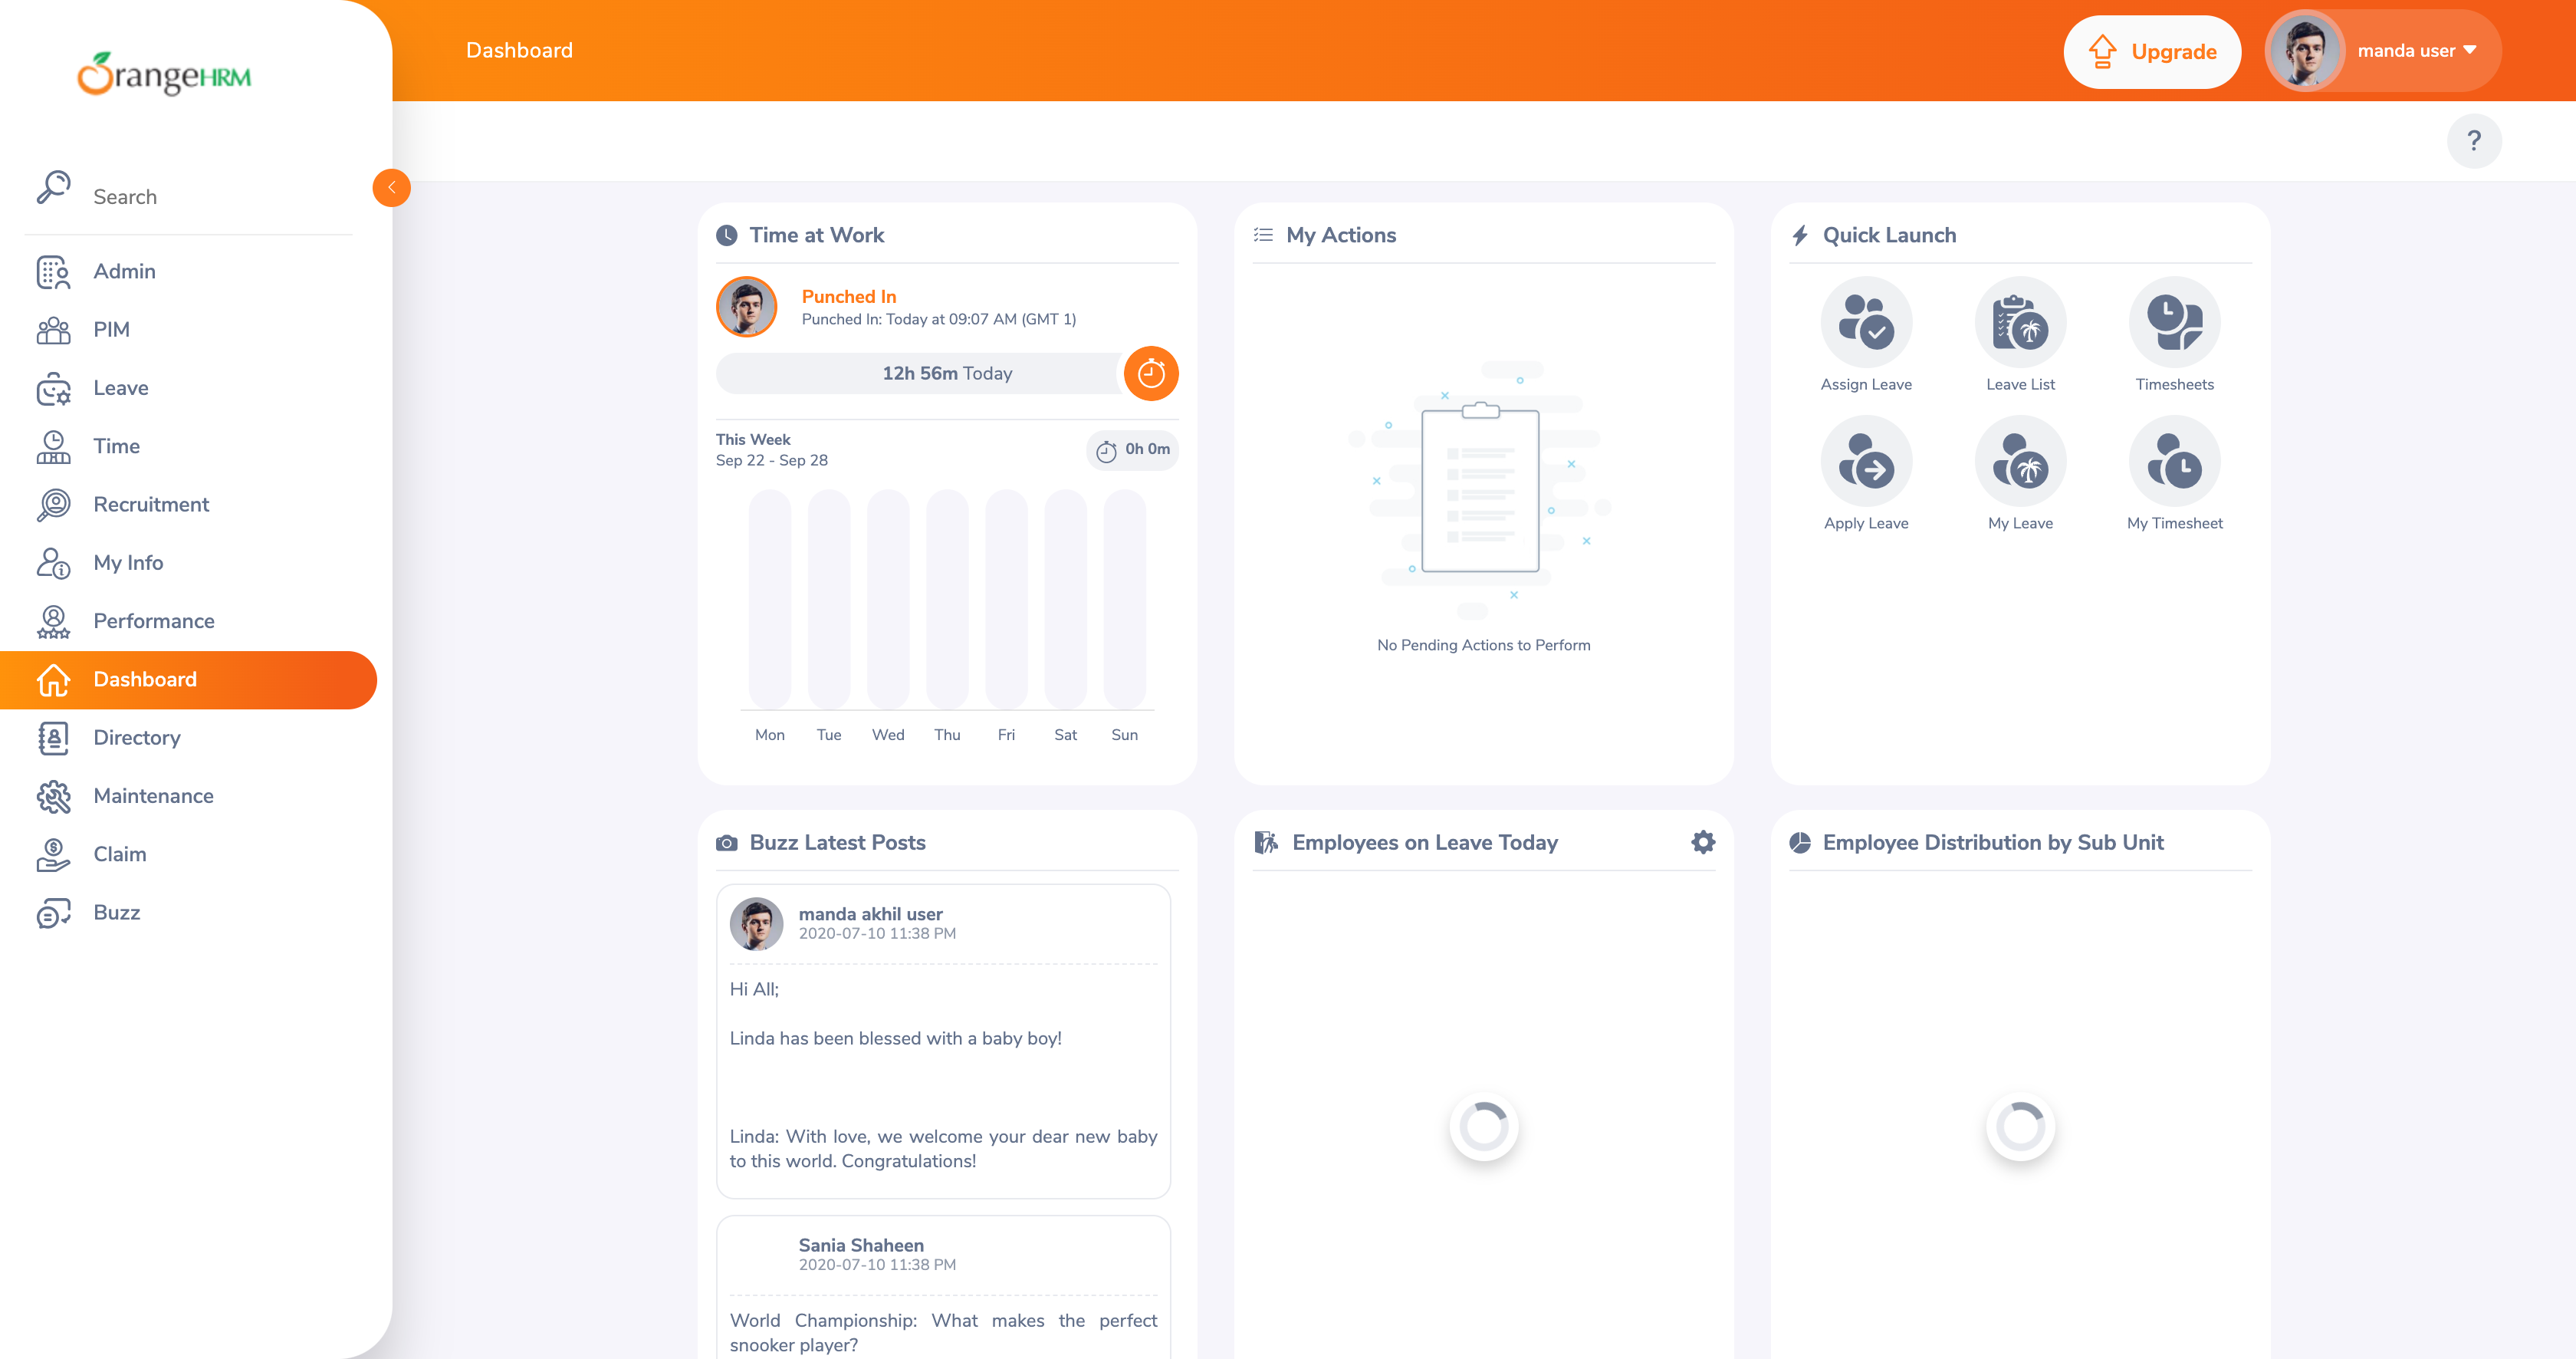 OrangeHRM
Search
Admin
PIM
Leave
Time
Recruitment
My Info
Performance
Dashboard
Directory
Maintenance
Claim
Buzz
Dashboard
Upgrade
manda user
?
Time at Work
Punched In
Punched In: Today at 09:07 AM (GMT 1)
12h 56m Today
This Week
Sep 22 - Sep 28
0h 0m
Mon Tue Wed Thu Fri Sat Sun
My Actions
No Pending Actions to Perform
Quick Launch
Assign Leave
Leave List
Timesheets
Apply Leave
My Leave
My Timesheet
Buzz Latest Posts
manda akhil user
2020-07-10 11:38 PM
Hi All;
Linda has been blessed with a baby boy!
Linda: With love, we welcome your dear new baby
to this world. Congratulations!
Sania Shaheen
2020-07-10 11:38 PM
World Championship: What makes the perfect
snooker player?
Employees on Leave Today
Employee Distribution by Sub Unit